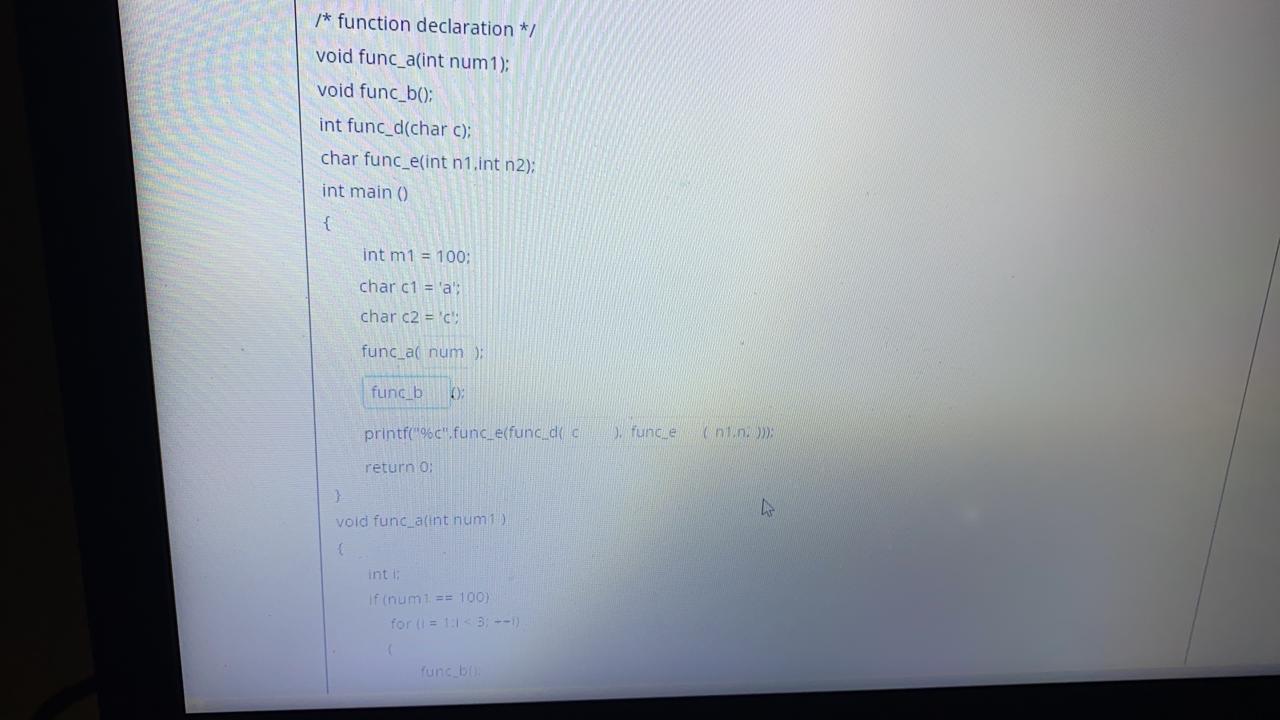 /* function declaration */
void func_a(int num1);
void func_b();
int func_d(char c);
char func_e(int n1,int n2);
int main ()
{
int m1 = 100;
char c1 = 'a';
char c2 = 'c';
func_a( num );
func_b ();
printf("%c",func_e(func_d( c ), func_e ( n1,n. )));
return 0;
}
void func_a(int num1 )
{
int i;
if (num1 == 100)
for (i = 1;i < 3; ++i)
{
func_b();